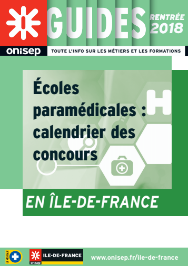 GUIDES
RENTRÉE
2018
onisep
TOUTE L'INFO SUR LES MÉTIERS ET LES FORMATIONS
Écoles
paramédicales :
calendrier des
concours
EN ÎLE-DE-FRANCE
ILE-DE-FRANCE
www.onisep.fr/ile-de-france